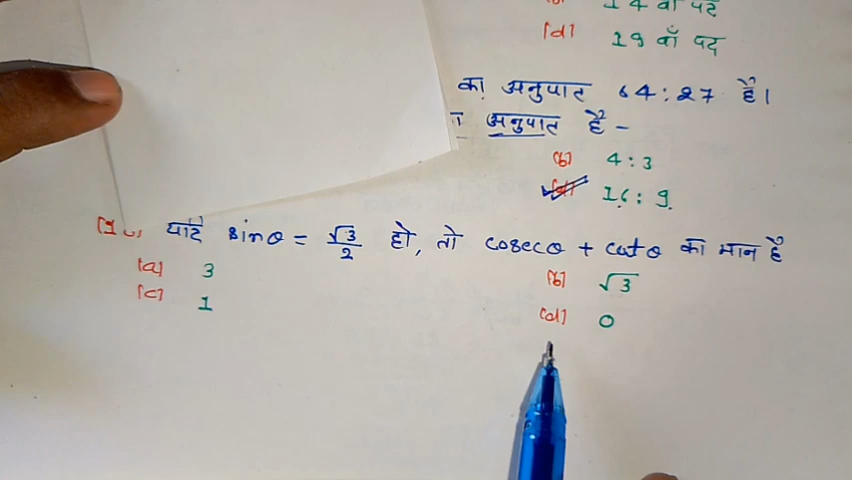 14 वाँ पद
(d) 19 वाँ पद
का अनुपात 64:27 है।
अनुपात है -
(b) 4:3
16:9
यदि sinθ = √3/2 हो, तो cosecθ + cotθ का मान है
(a) 3 (b) √3
(c) 1 (d) 0